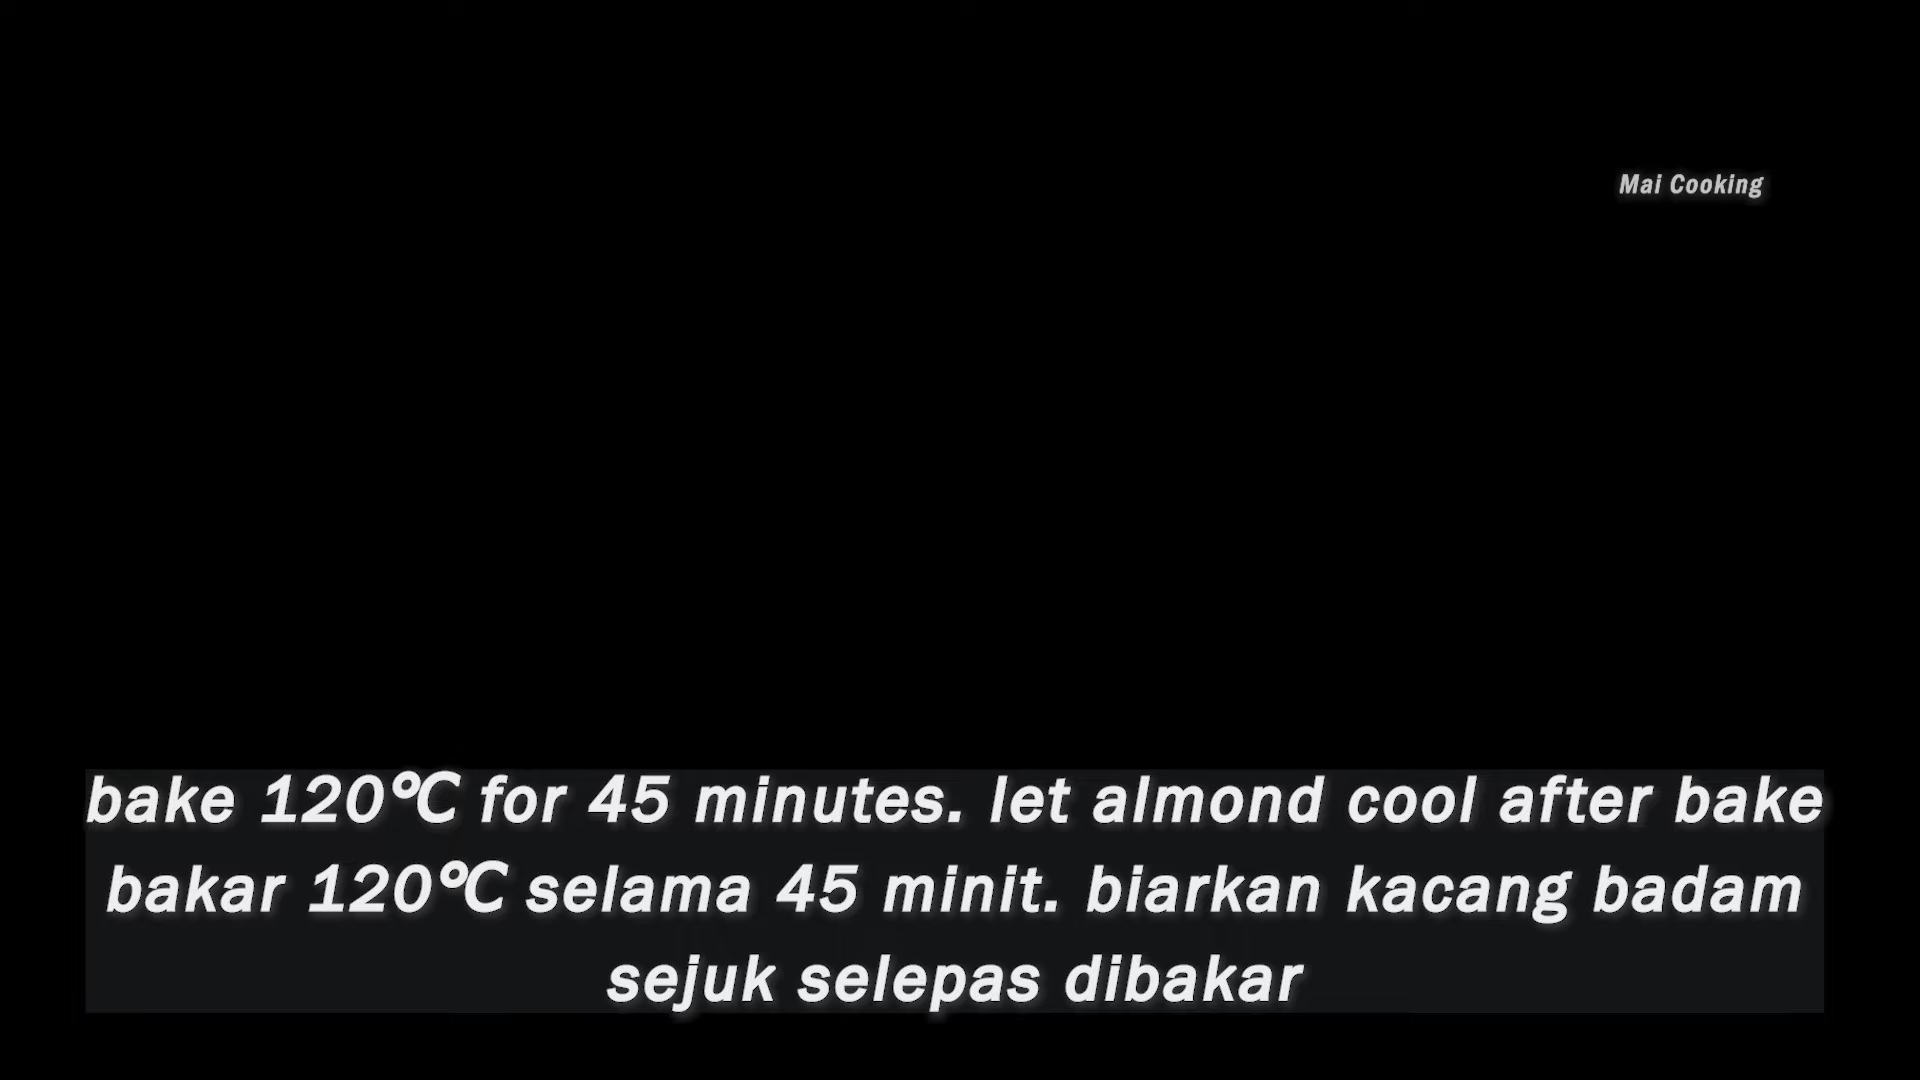 Mai Cooking
bake 120℃ for 45 minutes. let almond cool after bake
bakar 120℃ selama 45 minit. biarkan kacang badam
sejuk selepas dibakar